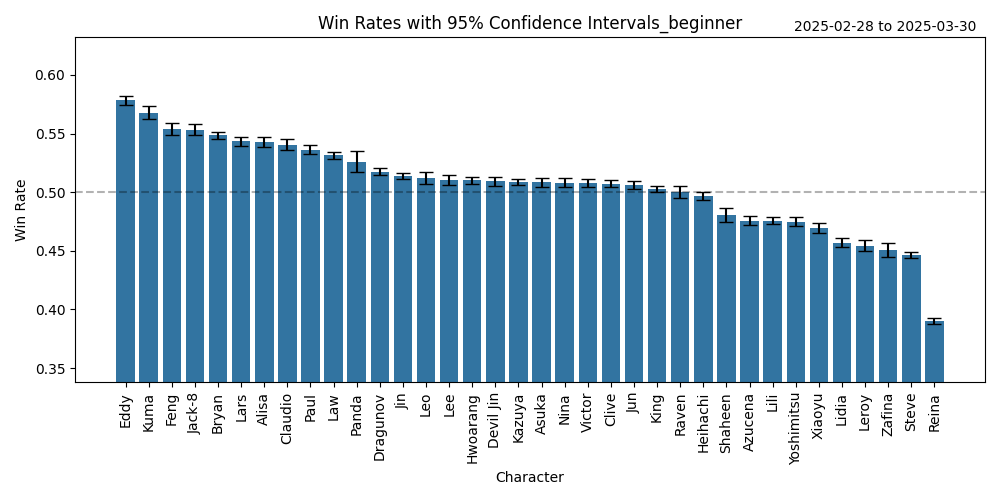 Win Rates with 95% Confidence Intervals_beginner
2025-02-28 to 2025-03-30
Win Rate
0.60
0.55
0.50
0.45
0.40
0.35
Eddy
Kuma
Feng
Jack-8
Bryan
Lars
Alisa
Claudio
Paul
Law
Panda
Dragunov
Jin
Leo
Lee
Hwoarang
Devil Jin
Kazuya
Asuka
Nina
Victor
Clive
Jun
King
Raven
Heihachi
Shaheen
Azucena
Lili
Yoshimitsu
Xiaoyu
Lidia
Leroy
Zafina
Steve
Reina
Character